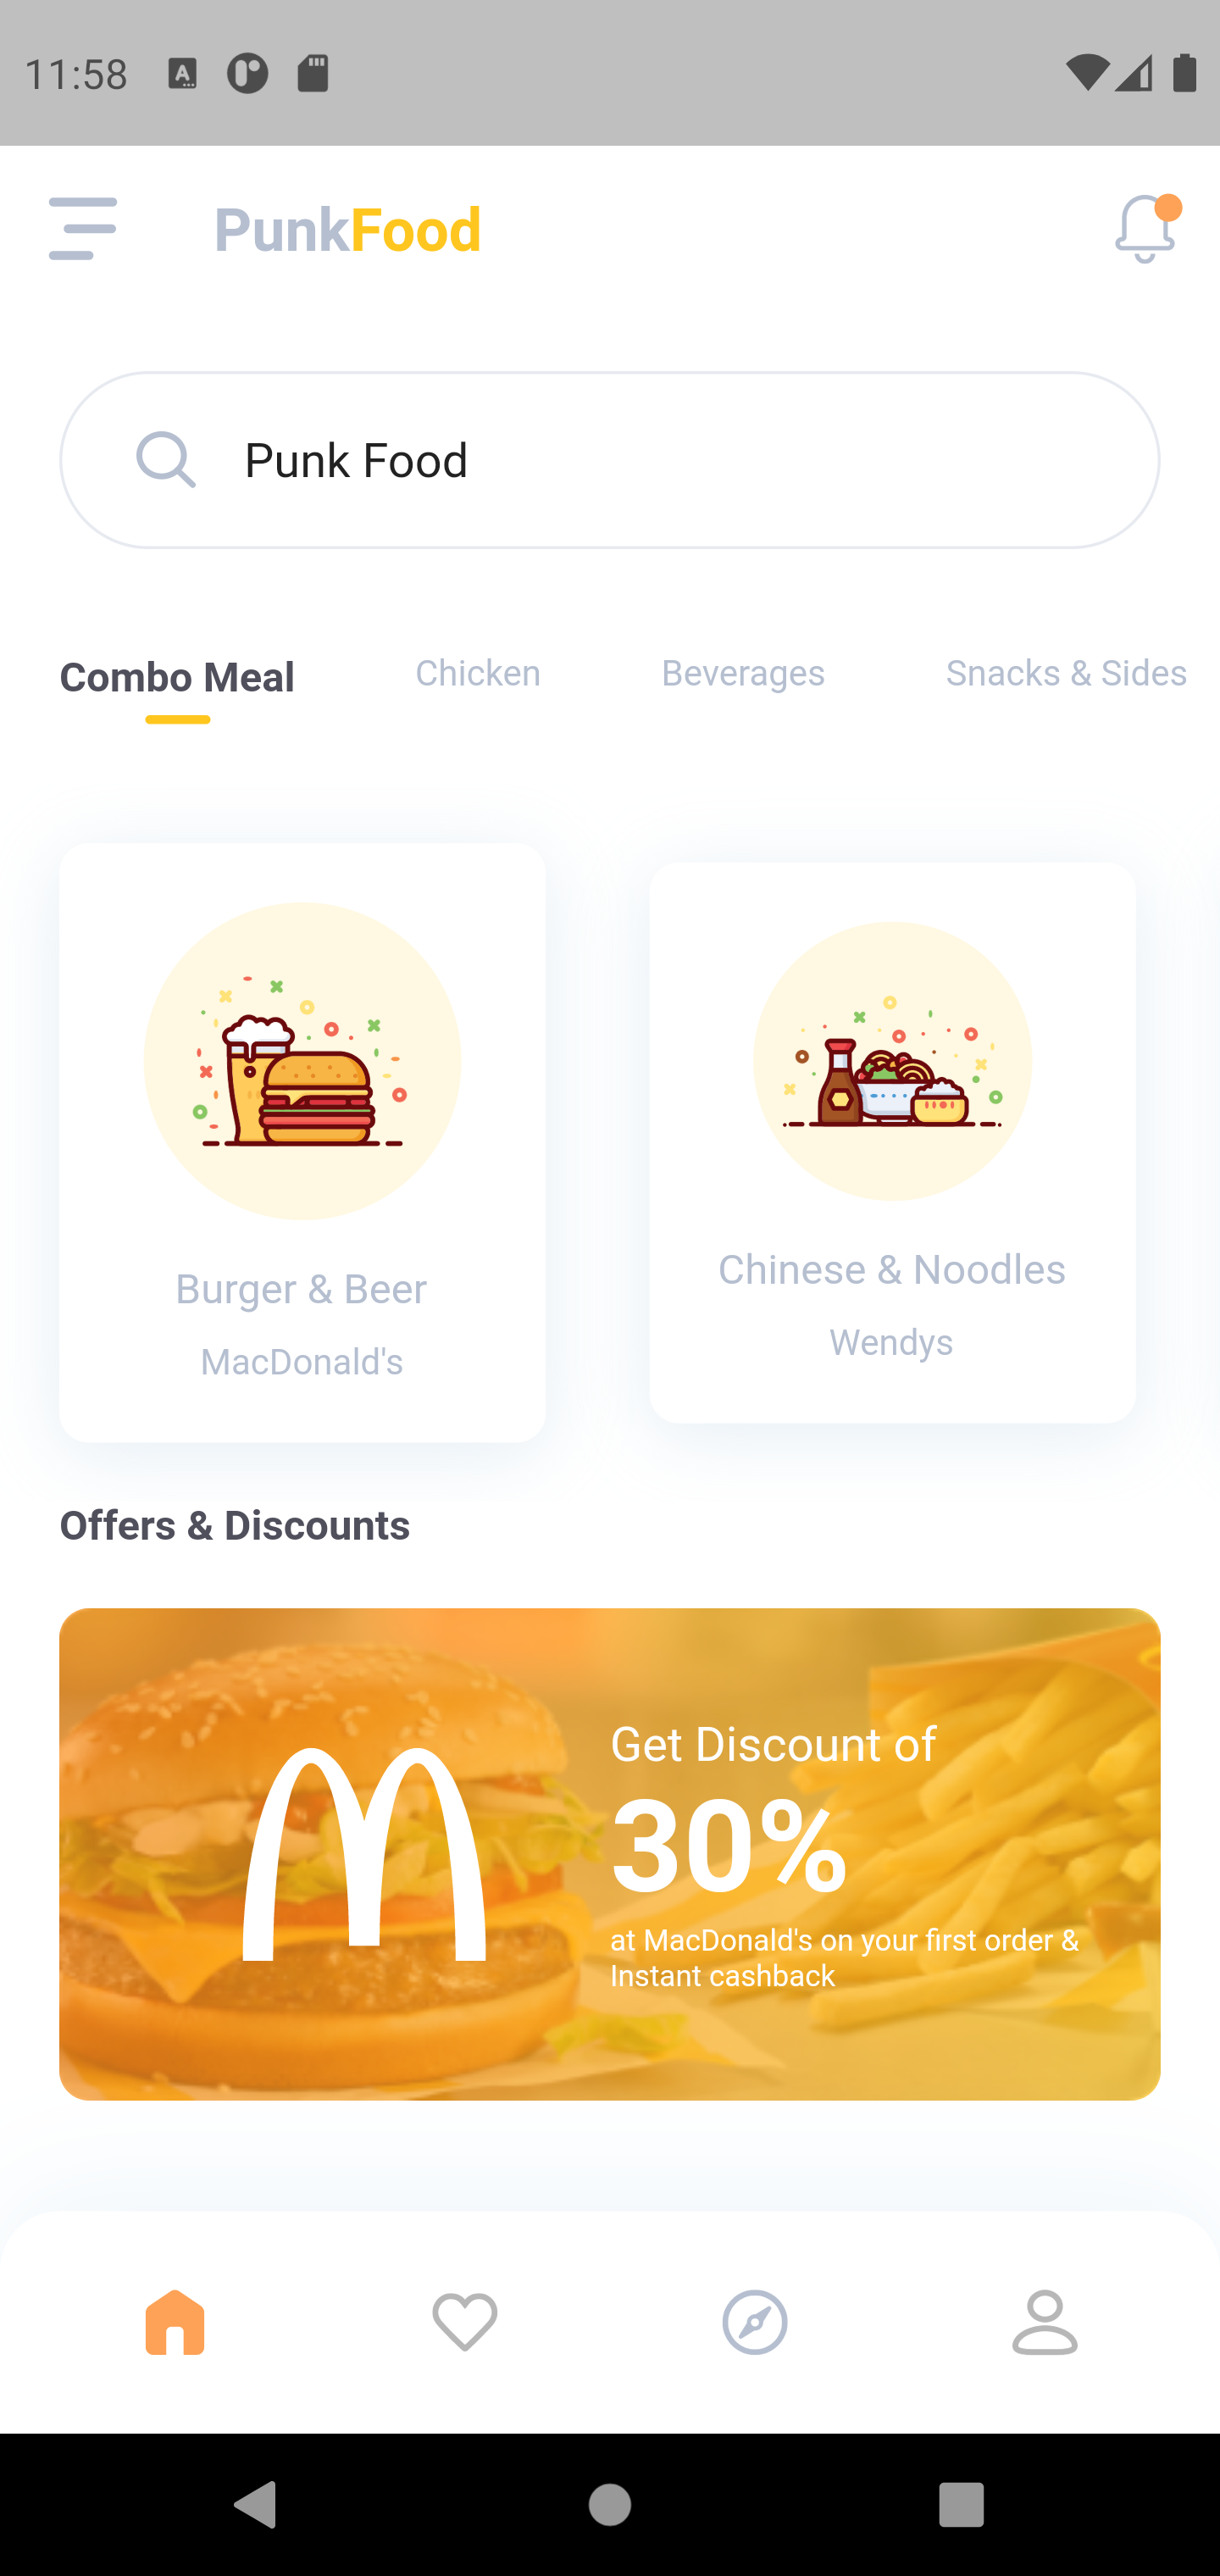 11:58
PunkFood
Punk Food
Combo Meal Chicken Beverages Snacks & Sides
Burger & Beer
MacDonald's
Chinese & Noodles
Wendys
Offers & Discounts
Get Discount of
30%
at MacDonald's on your first order &
Instant cashback